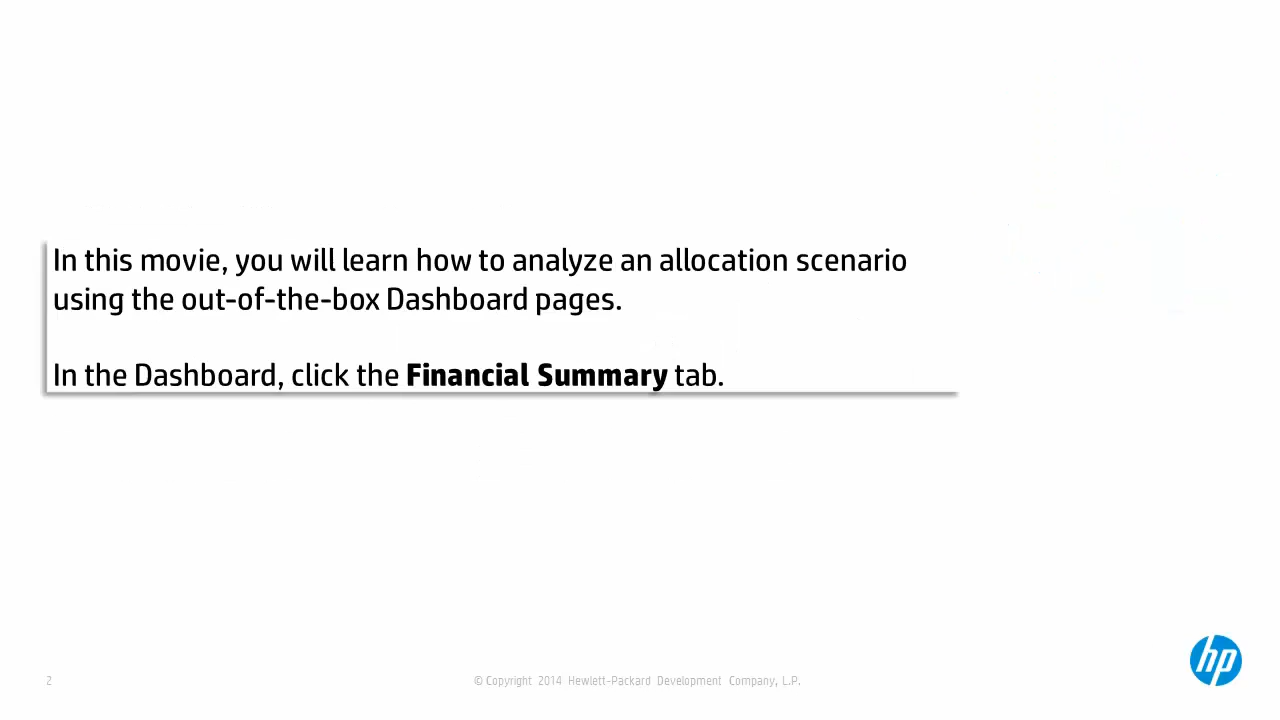 In this movie, you will learn how to analyze an allocation scenario
using the out-of-the-box Dashboard pages.
In the Dashboard, click the Financial Summary tab.
2
© Copyright 2014 Hewlett-Packard Development Company, L.P.
hp